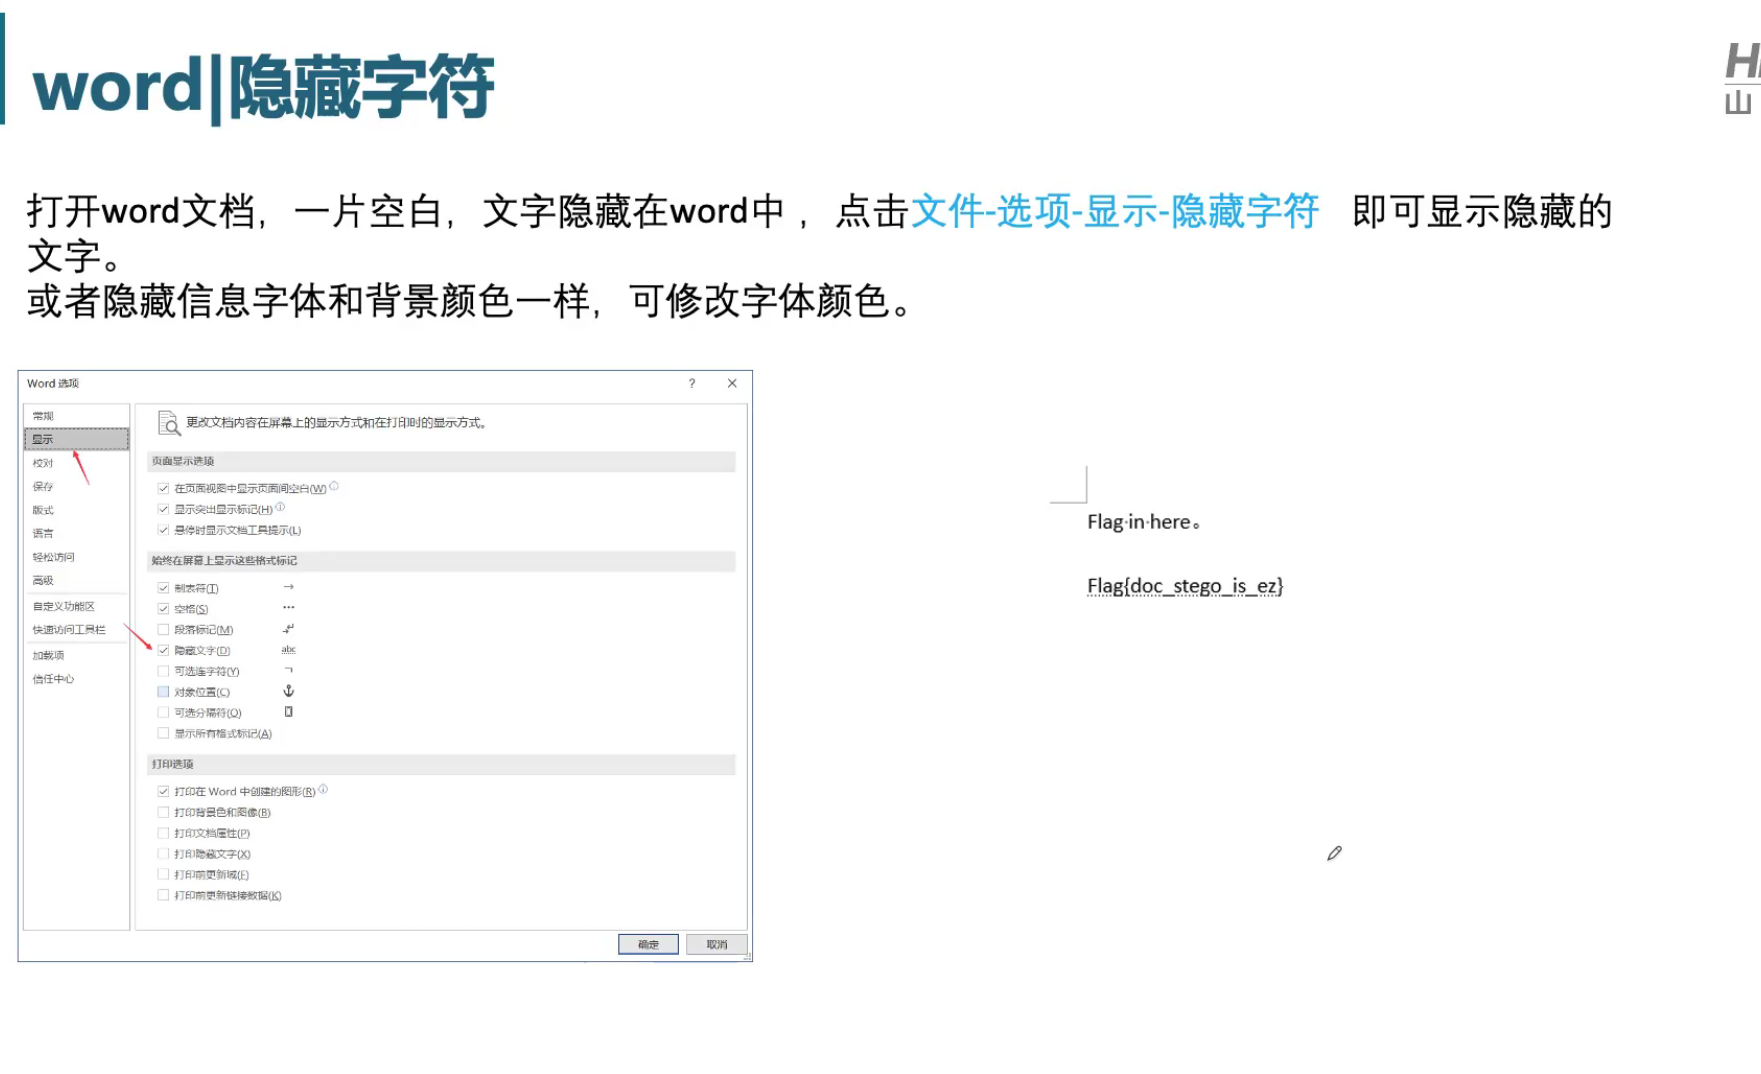 word|隐藏字符
山
打开word文档，一片空白，文字隐藏在word中，点击文件-选项-显示-隐藏字符 即可显示隐藏的
文字。
或者隐藏信息字体和背景颜色一样，可修改字体颜色。
Word 选项
常规
显示
校对
保存
版式
语言
轻松访问
高级
自定义功能区
快速访问工具栏
加载项
信任中心
更改文档内容在屏幕上的显示方式和在打印时的显示方式。
页面显示选项
在页面视图中显示页面间空白(W)
显示突出显示标记(H)
悬停时显示文档工具提示(L)
始终在屏幕上显示这些格式标记
制表符(T) →
空格(S) ···
段落标记(M)
隐藏文字(D) abc
可选连字符(Y) ¬
对象位置(C)
可选分隔符(O)
显示所有格式标记(A)
打印选项
打印在 Word 中创建的图形(R)
打印背景色和图像(B)
打印文档属性(P)
打印隐藏文字(X)
打印前更新域(F)
打印前更新链接数据(K)
确定 取消
Flag·in·here。
Flag{doc_stego_is_ez}